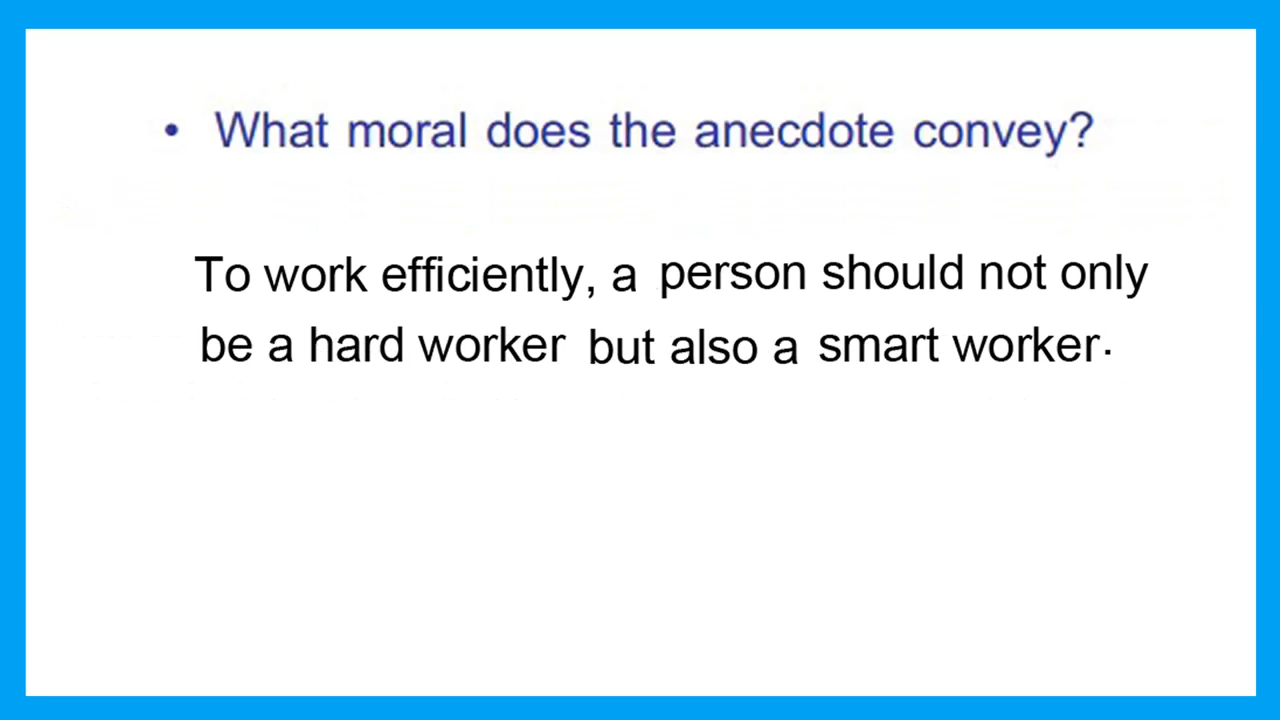 • What moral does the anecdote convey?
To work efficiently, a person should not only
be a hard worker but also a smart worker.